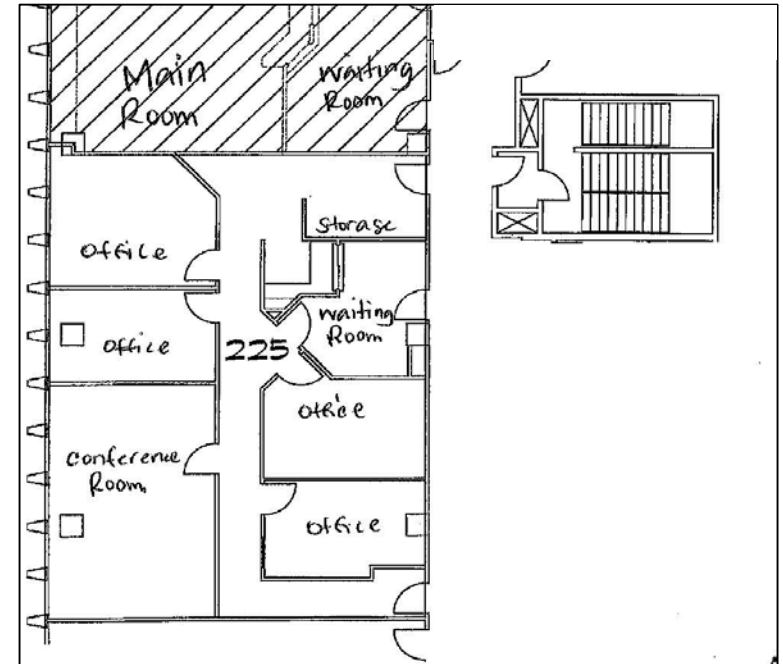 Main
Room
waiting
Room
storage
office
waiting
Room
office
225
office
conference
Room
office